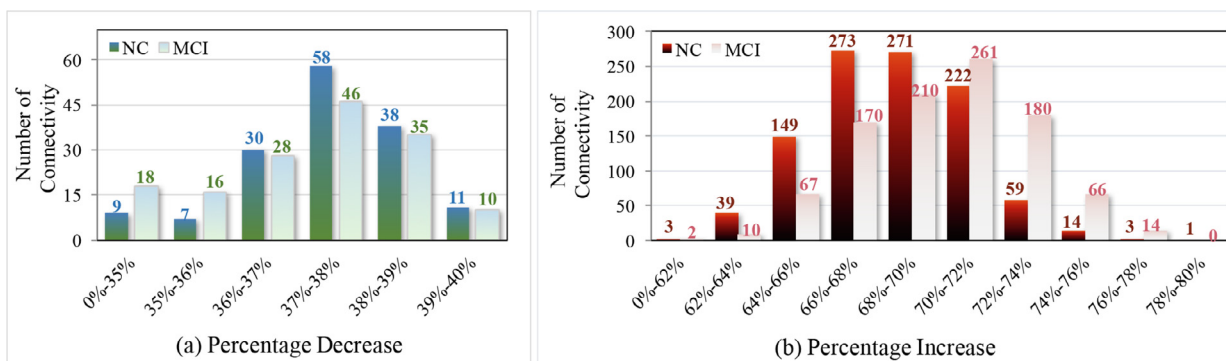 NC MCI
Number of
Connectivity
60
45
30
15
0
9 18 7 16 30 28 58 46 38 35 11 10
0%-35% 35%-36% 36%-37% 37%-38% 38%-39% 39%-40%
(a) Percentage Decrease
NC MCI
Number of
Connectivity
300
250
200
150
100
50
0
3 2 39 10 149 67 273 170 271 210 222 261 59 180 14 66 3 14 1 0
0%-62% 62%-64% 64%-66% 66%-68% 68%-70% 70%-72% 72%-74% 74%-76% 76%-78% 78%-80%
(b) Percentage Increase